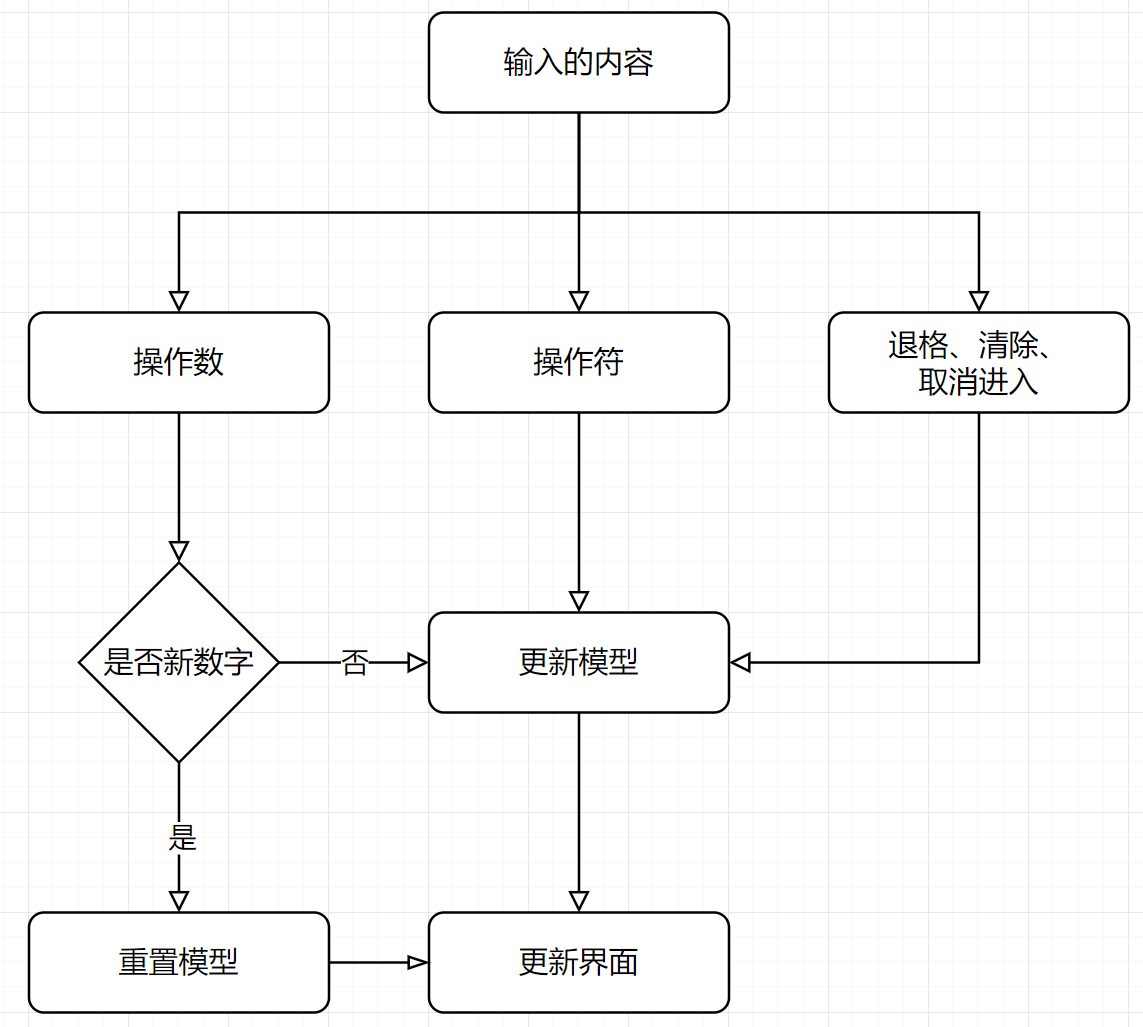 输入的内容
操作数
操作符
退格、清除、
取消进入
是否新数字
否
更新模型
是
重置模型
更新界面